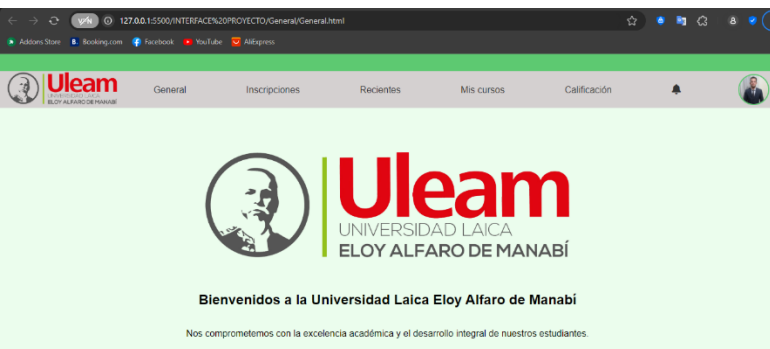 127.0.0.1:5500/INTERFACE%20PROYECTO/General/General.html
Addons Store B. Booking.com Facebook YouTube AliExpress
Uleam
UNIVERSIDAD LAICA
ELOY ALFARO DE MANABÍ
General Inscripciones Recientes Mis cursos Calificación
Uleam
UNIVERSIDAD LAICA
ELOY ALFARO DE MANABÍ
Bienvenidos a la Universidad Laica Eloy Alfaro de Manabí
Nos comprometemos con la excelencia académica y el desarrollo integral de nuestros estudiantes.